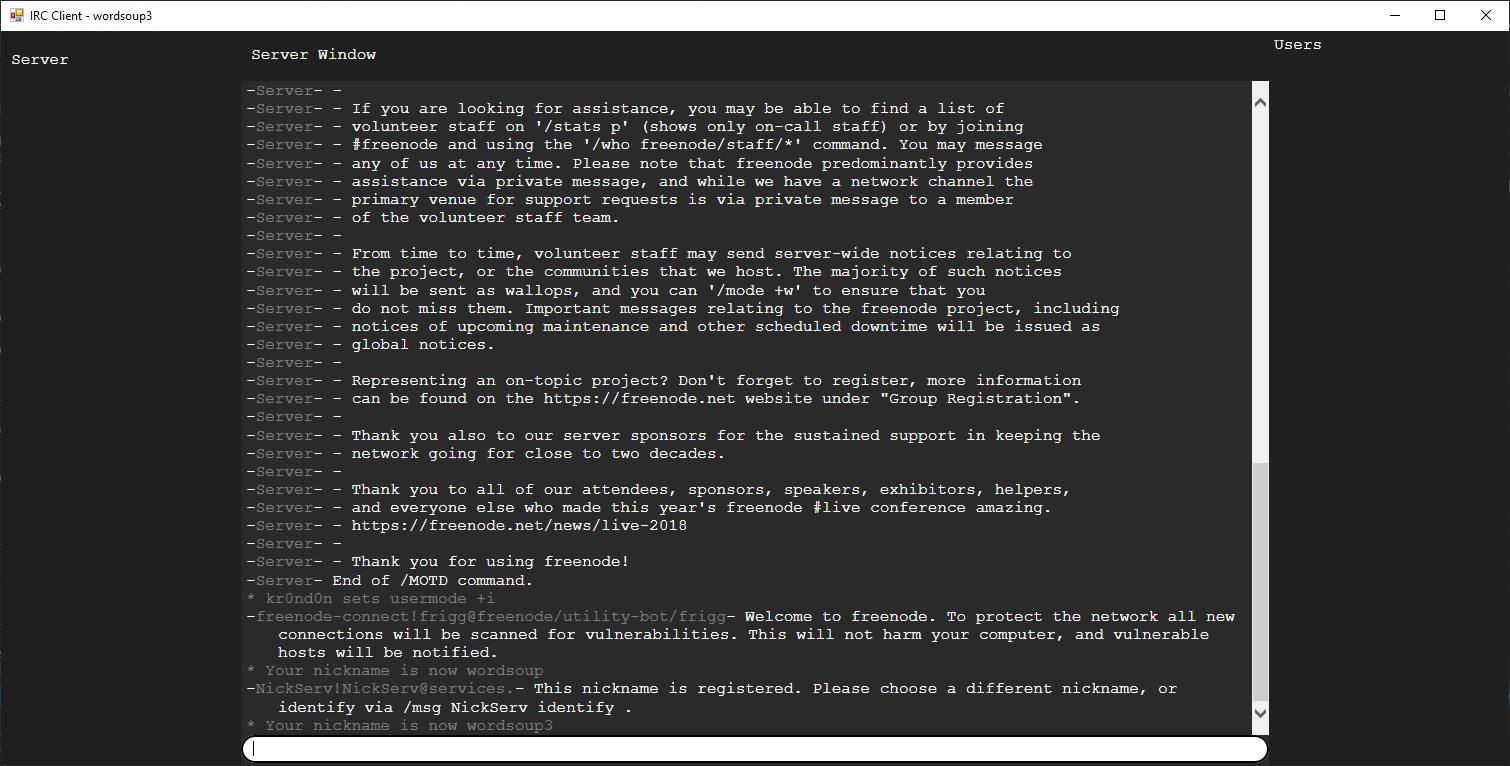 IRC Client - wordsoup3
Server
Server Window
Users
-Server- -
-Server- - If you are looking for assistance, you may be able to find a list of
-Server- - volunteer staff on '/stats p' (shows only on-call staff) or by joining
-Server- - #freenode and using the '/who freenode/staff/*' command. You may message
-Server- - any of us at any time. Please note that freenode predominantly provides
-Server- - assistance via private message, and while we have a network channel the
-Server- - primary venue for support requests is via private message to a member
-Server- - of the volunteer staff team.
-Server- -
-Server- - From time to time, volunteer staff may send server-wide notices relating to
-Server- - the project, or the communities that we host. The majority of such notices
-Server- - will be sent as wallops, and you can '/mode +w' to ensure that you
-Server- - do not miss them. Important messages relating to the freenode project, including
-Server- - notices of upcoming maintenance and other scheduled downtime will be issued as
-Server- - global notices.
-Server- -
-Server- - Representing an on-topic project? Don't forget to register, more information
-Server- - can be found on the https://freenode.net website under "Group Registration".
-Server- -
-Server- - Thank you also to our server sponsors for the sustained support in keeping the
-Server- - network going for close to two decades.
-Server- -
-Server- - Thank you to all of our attendees, sponsors, speakers, exhibitors, helpers,
-Server- - and everyone else who made this year's freenode #live conference amazing.
-Server- - https://freenode.net/news/live-2018
-Server- -
-Server- - Thank you for using freenode!
-Server- End of /MOTD command.
* kr0nd0n sets usermode +i
-freenode-connect!frigg@freenode/utility-bot/frigg- Welcome to freenode. To protect the network all new
connections will be scanned for vulnerabilities. This will not harm your computer, and vulnerable
hosts will be notified.
* Your nickname is now wordsoup
-NickServ!NickServ@services.- This nickname is registered. Please choose a different nickname, or
identify via /msg NickServ identify .
* Your nickname is now wordsoup3